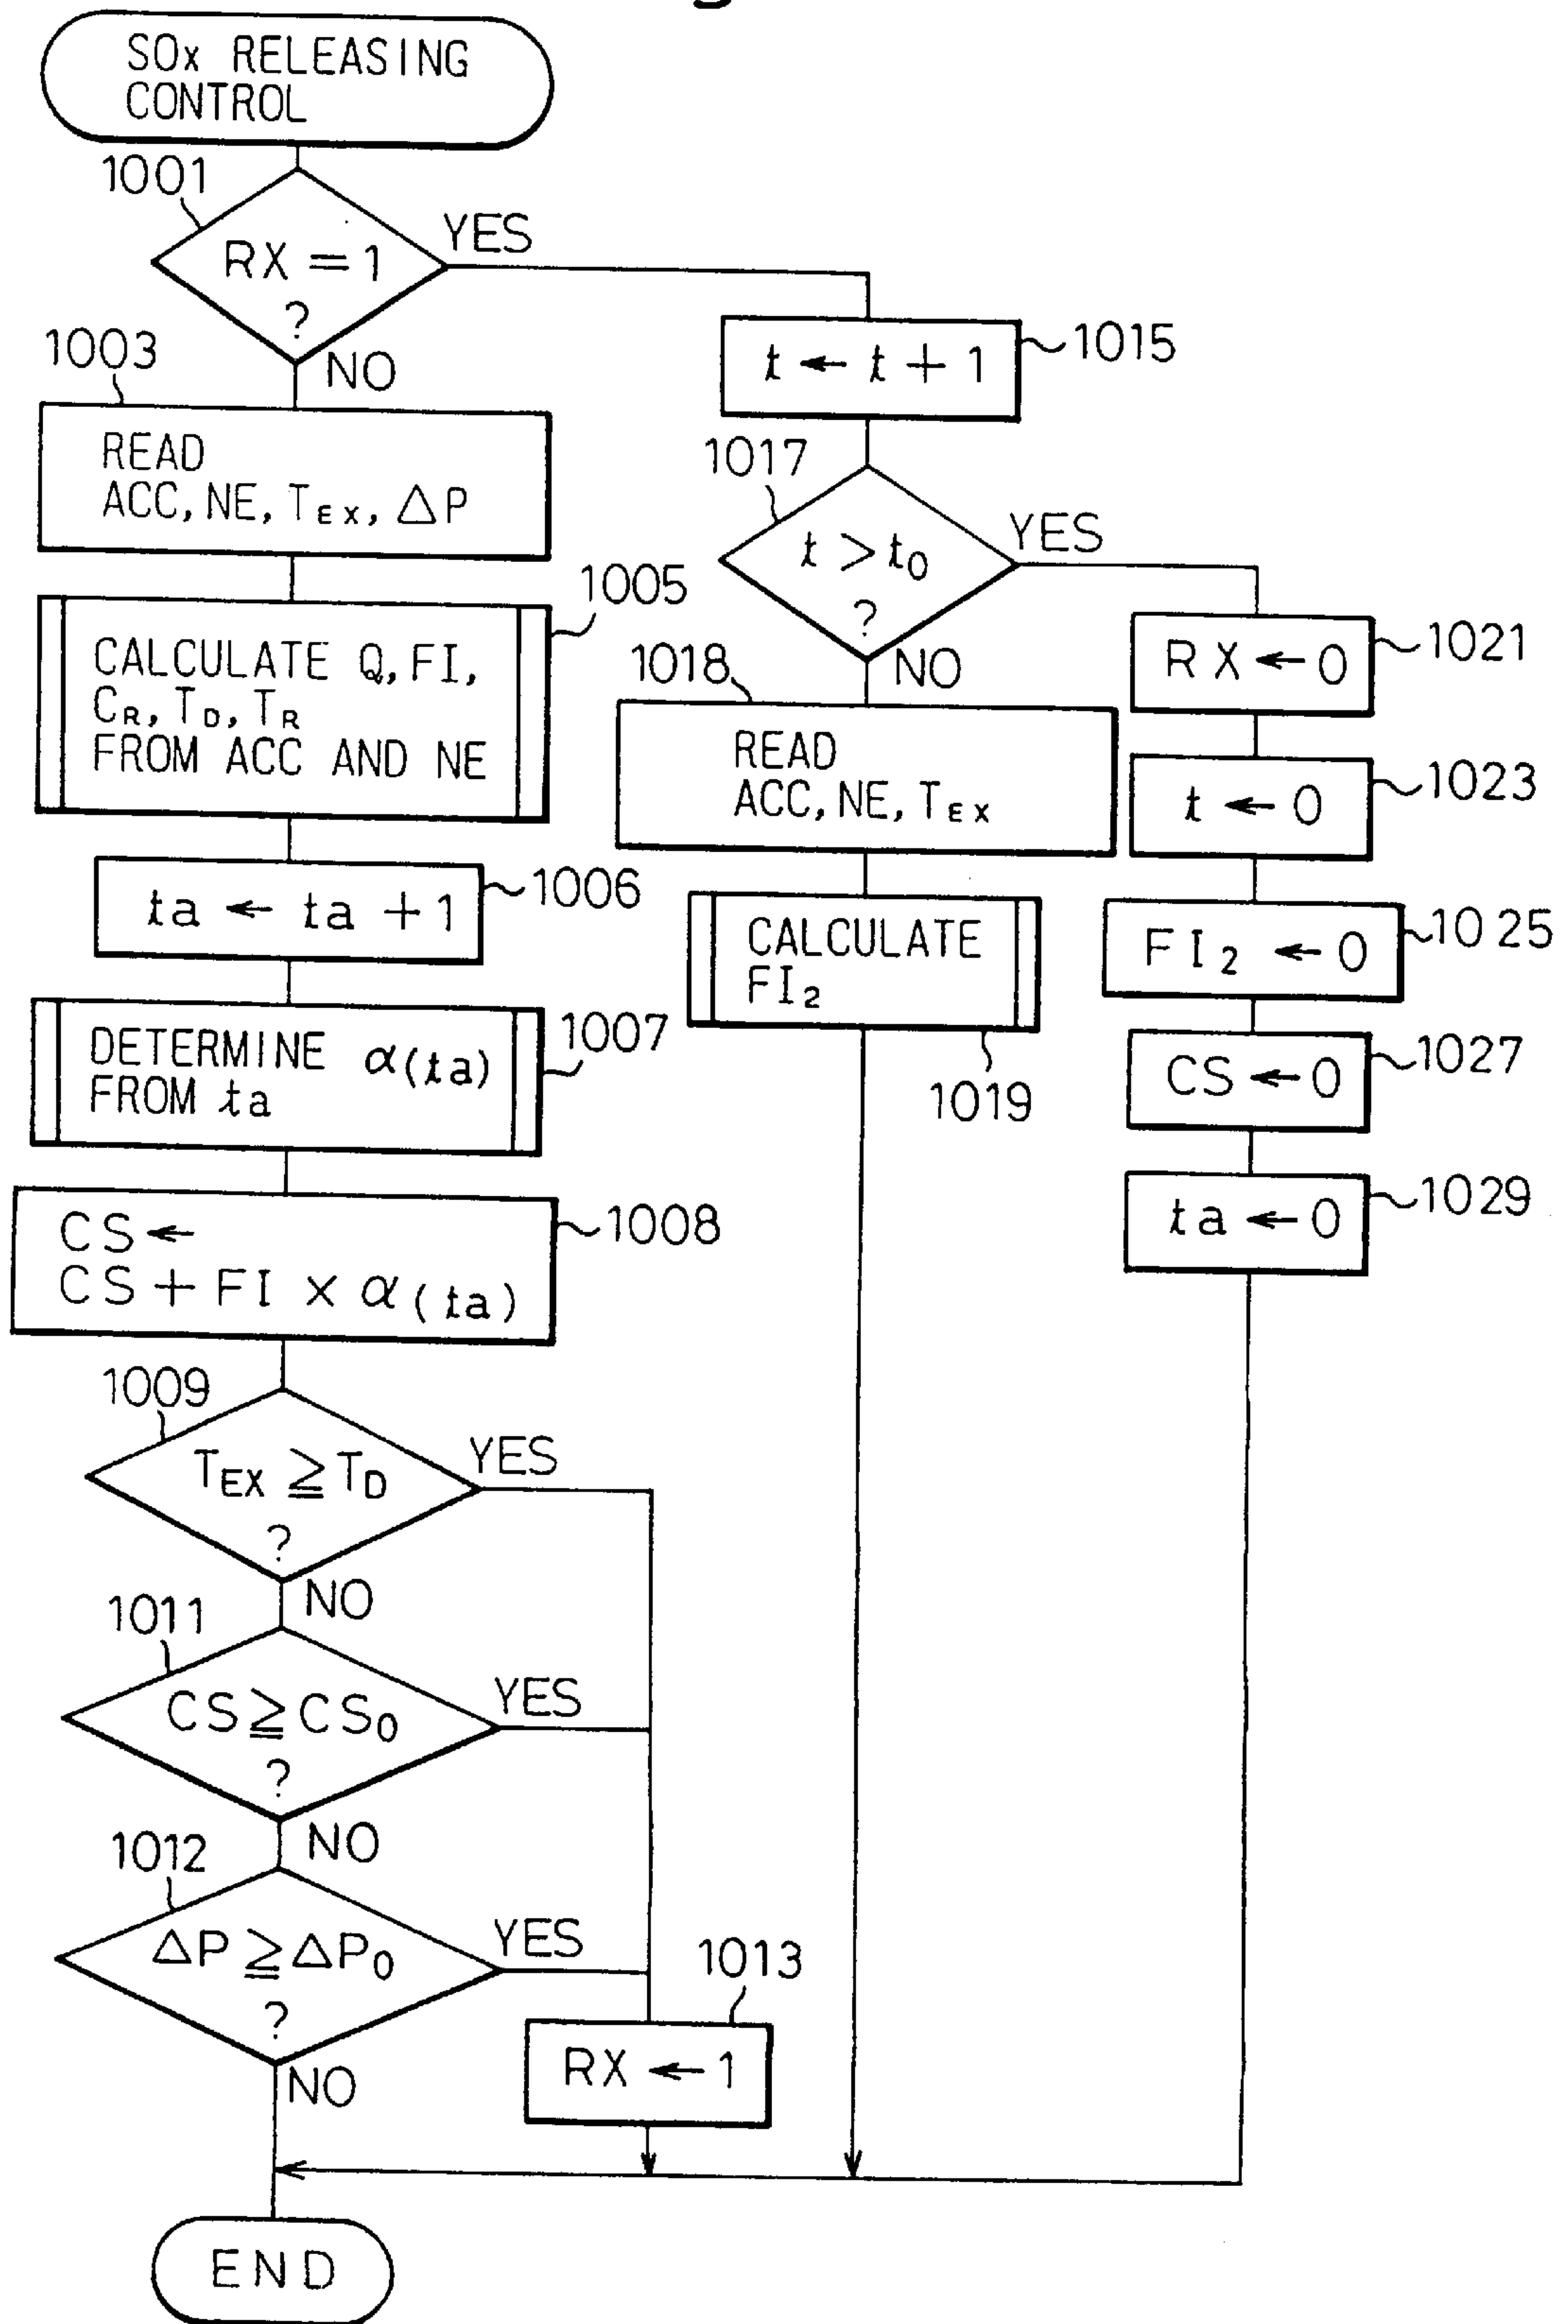 SOx RELEASING
CONTROL
1001
RX = 1
?
YES
NO
1003
READ
ACC, NE, TEX, △P
1005
CALCULATE Q, FI,
CR, TD, TR
FROM ACC AND NE
1006
ta ← ta + 1
1007
DETERMINE α(ta)
FROM ta
1008
CS ←
CS + FI × α(ta)
1009
TEX ≧ TD
?
YES
NO
1011
CS ≧ CS0
?
YES
NO
1012
△P ≧ △P0
?
YES
NO
1013
RX ← 1
1015
t ← t + 1
1017
t > t0
?
YES
NO
1018
READ
ACC, NE, TEX
CALCULATE
FI2
1019
1021
RX ← 0
1023
t ← 0
1025
FI2 ← 0
1027
CS ← 0
1029
ta ← 0
END